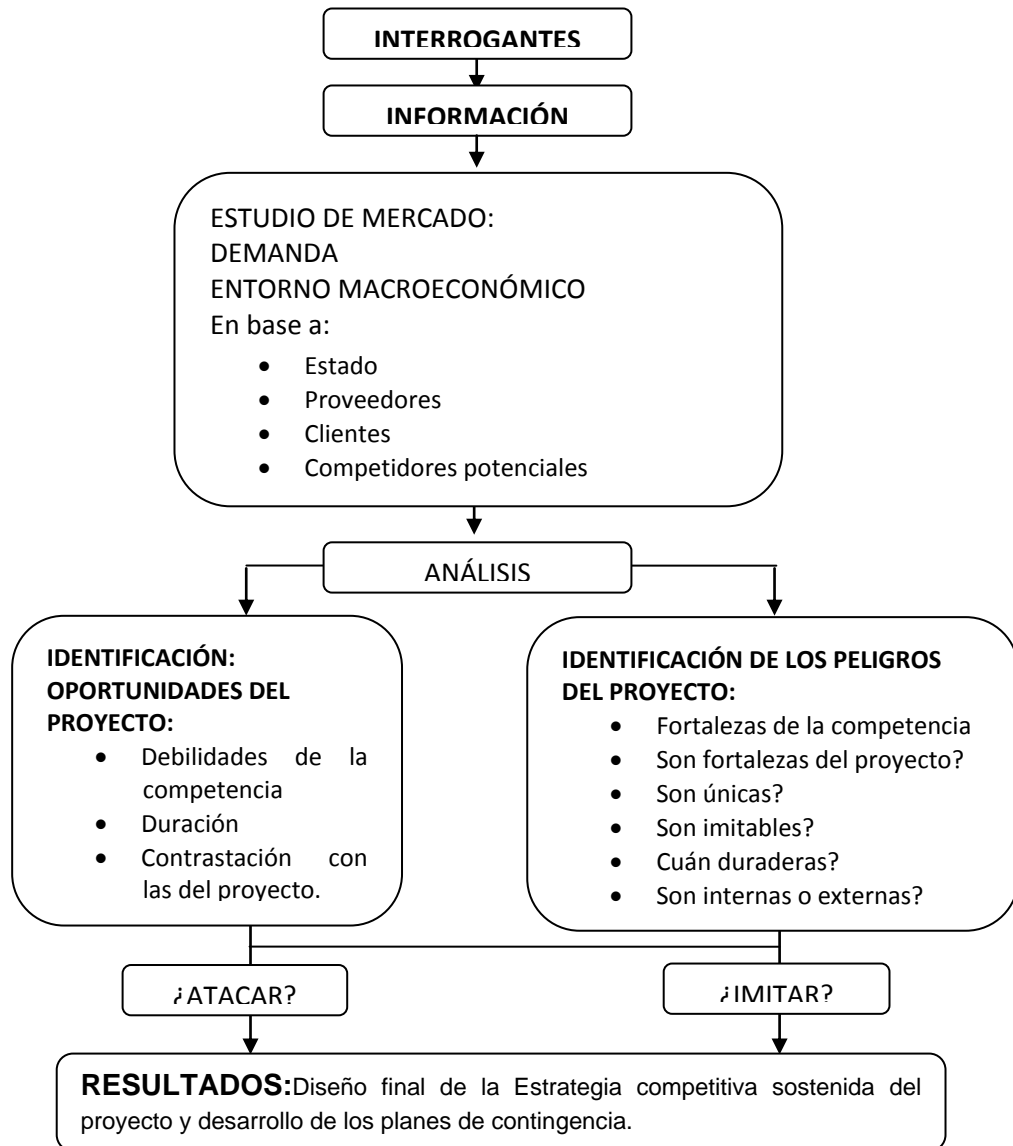 INTERROGANTES
INFORMACIÓN
ESTUDIO DE MERCADO:
DEMANDA
ENTORNO MACROECONÓMICO
En base a:
• Estado
• Proveedores
• Clientes
• Competidores potenciales
ANÁLISIS
IDENTIFICACIÓN:
OPORTUNIDADES DEL
PROYECTO:
• Debilidades de la
competencia
• Duración
• Contrastación con
las del proyecto.
IDENTIFICACIÓN DE LOS PELIGROS
DEL PROYECTO:
• Fortalezas de la competencia
• Son fortalezas del proyecto?
• Son únicas?
• Son imitables?
• Cuán duraderas?
• Son internas o externas?
¿ATACAR?
¿IMITAR?
RESULTADOS:Diseño final de la Estrategia competitiva sostenida del
proyecto y desarrollo de los planes de contingencia.